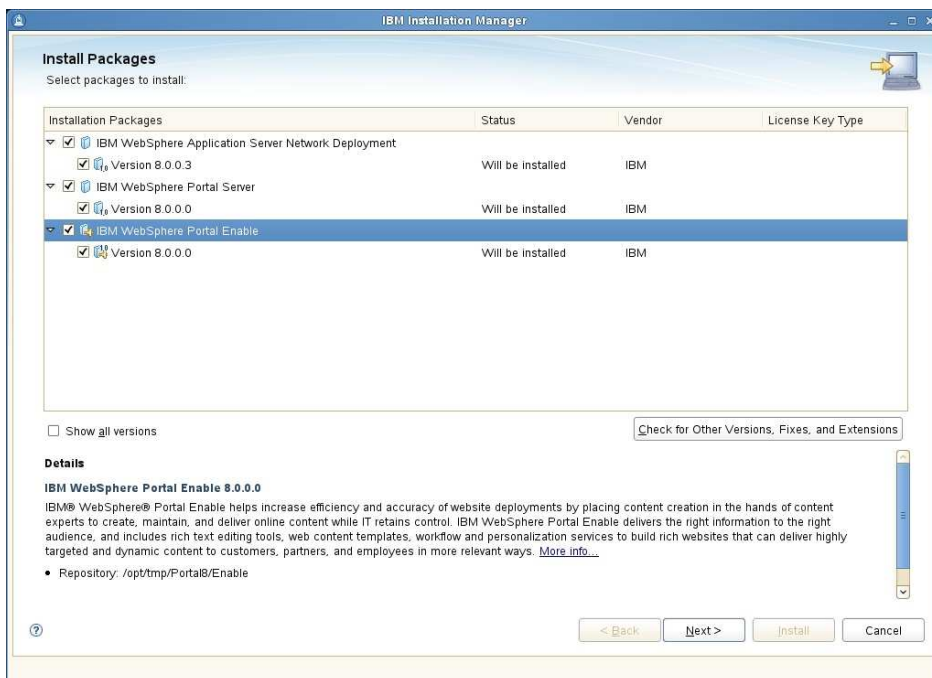 IBM Installation Manager
Install Packages
Select packages to install:
Installation Packages Status Vendor License Key Type
IBM WebSphere Application Server Network Deployment
Version 8.0.0.3 Will be installed IBM
IBM WebSphere Portal Server
Version 8.0.0.0 Will be installed IBM
IBM WebSphere Portal Enable
Version 8.0.0.0 Will be installed IBM
Show all versions Check for Other Versions, Fixes, and Extensions
Details
IBM WebSphere Portal Enable 8.0.0.0
IBM® WebSphere® Portal Enable helps increase efficiency and accuracy of website deployments by placing content creation in the hands of content
experts to create, maintain, and deliver online content while IT retains control. IBM WebSphere Portal Enable delivers the right information to the right
audience, and includes rich text editing tools, web content templates, workflow and personalization services to build rich websites that can deliver highly
targeted and dynamic content to customers, partners, and employees in more relevant ways. More info...
• Repository: /opt/tmp/Portal8/Enable
? < Back Next > Install Cancel